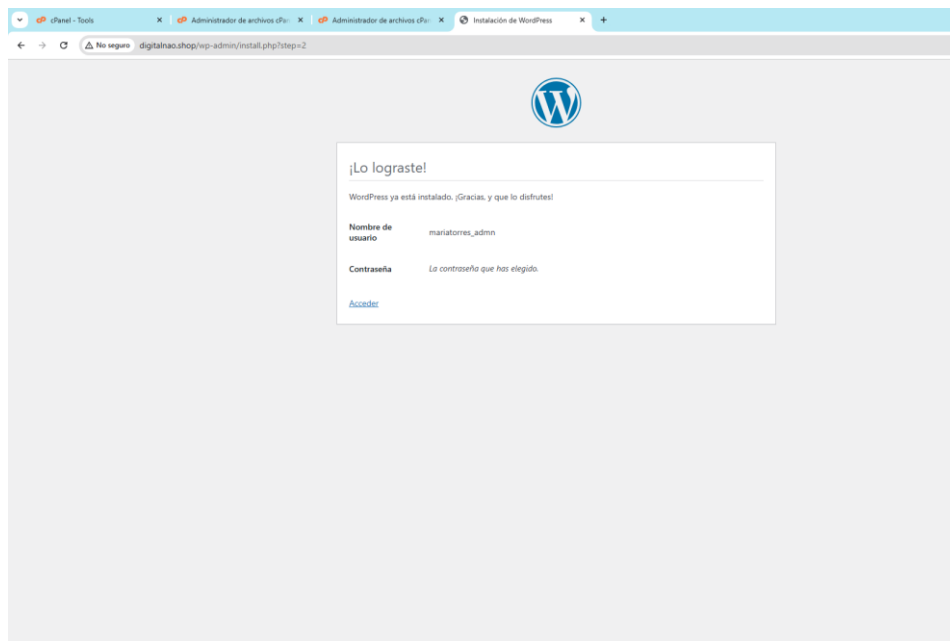 cPanel - Tools
Administrador de archivos cPan
Administrador de archivos cPan
Instalación de WordPress
No seguro
digitalnao.shop/wp-admin/install.php?step=2
¡Lo lograste!
WordPress ya está instalado. ¡Gracias, y que lo disfrutes!
Nombre de
usuario
mariatorres_admn
Contraseña
La contraseña que has elegido.
Acceder